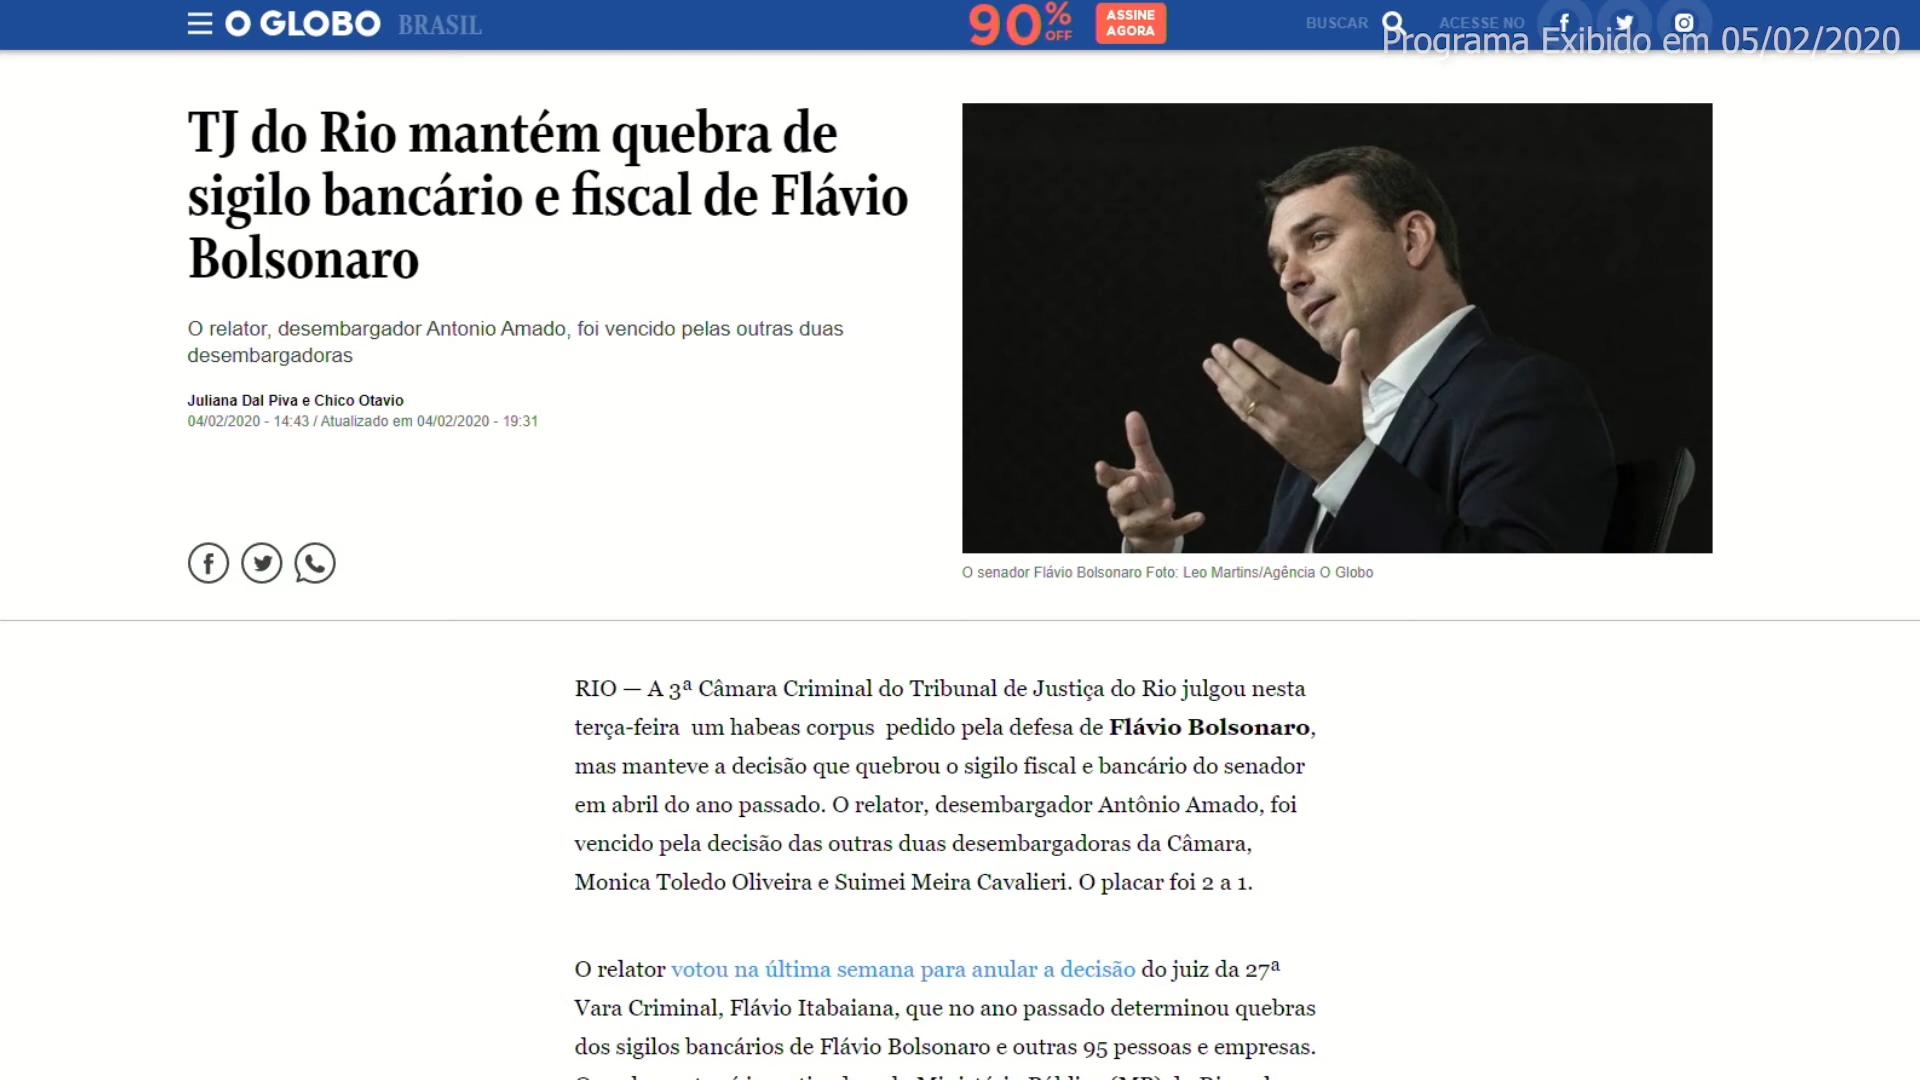 O GLOBO BRASIL
90% OFF
ASSINE
AGORA
BUSCAR
ACESSE NO
Programa Exibido em 05/02/2020
TJ do Rio mantém quebra de
sigilo bancário e fiscal de Flávio
Bolsonaro
O relator, desembargador Antonio Amado, foi vencido pelas outras duas
desembargadoras
Juliana Dal Piva e Chico Otavio
04/02/2020 - 14:43 / Atualizado em 04/02/2020 - 19:31
O senador Flávio Bolsonaro Foto: Leo Martins/Agência O Globo
RIO — A 3ª Câmara Criminal do Tribunal de Justiça do Rio julgou nesta
terça-feira um habeas corpus pedido pela defesa de Flávio Bolsonaro,
mas manteve a decisão que quebrou o sigilo fiscal e bancário do senador
em abril do ano passado. O relator, desembargador Antônio Amado, foi
vencido pela decisão das outras duas desembargadoras da Câmara,
Monica Toledo Oliveira e Suimei Meira Cavalieri. O placar foi 2 a 1.
O relator votou na última semana para anular a decisão do juiz da 27ª
Vara Criminal, Flávio Itabaiana, que no ano passado determinou quebras
dos sigilos bancários de Flávio Bolsonaro e outras 95 pessoas e empresas.